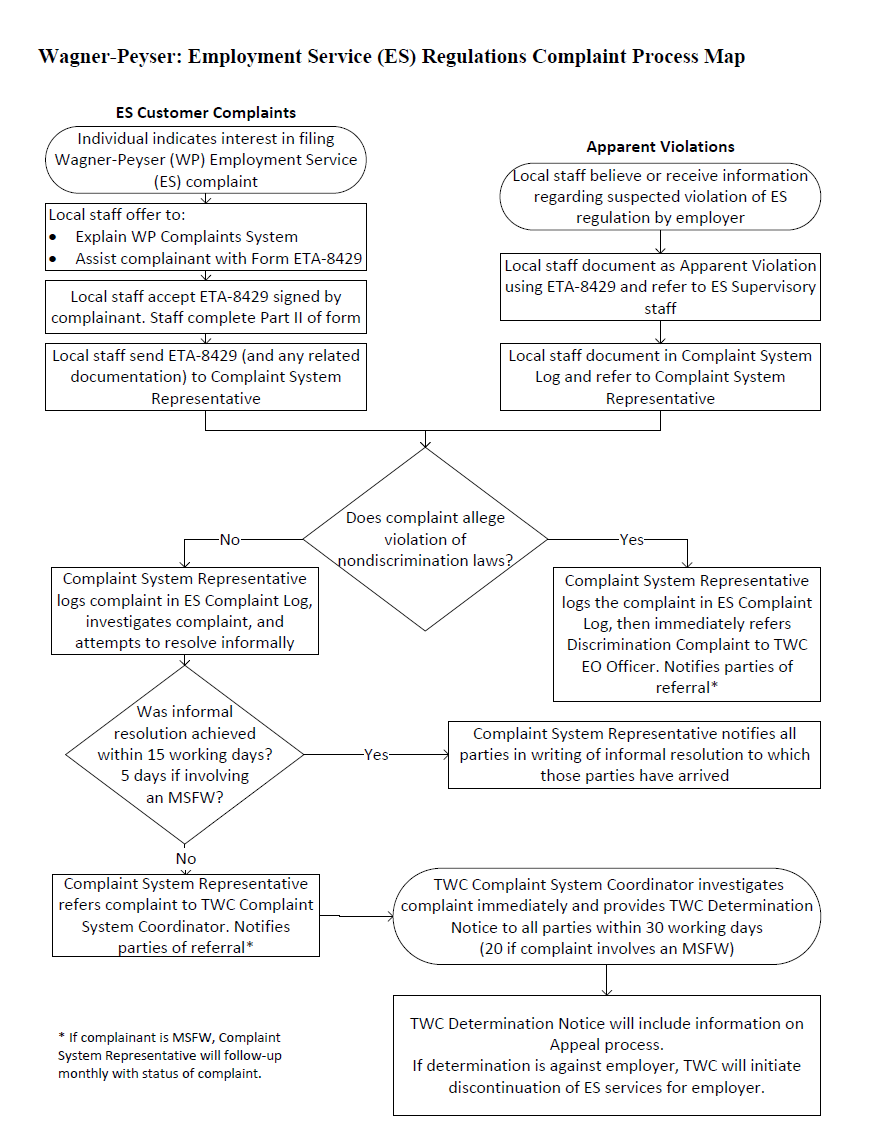 Wagner-Peyser: Employment Service (ES) Regulations Complaint Process Map
ES Customer Complaints
Individual indicates interest in filing
Wagner-Peyser (WP) Employment Service
(ES) complaint
Local staff offer to:
• Explain WP Complaints System
• Assist complainant with Form ETA-8429
Local staff accept ETA-8429 signed by
complainant. Staff complete Part II of form
Local staff send ETA-8429 (and any related
documentation) to Complaint System
Representative
Apparent Violations
Local staff believe or receive information
regarding suspected violation of ES
regulation by employer
Local staff document as Apparent Violation
using ETA-8429 and refer to ES Supervisory
staff
Local staff document in Complaint System
Log and refer to Complaint System
Representative
Does complaint allege
violation of
nondiscrimination laws?
No
Yes
Complaint System Representative
logs complaint in ES Complaint Log,
investigates complaint, and
attempts to resolve informally
Complaint System Representative
logs the complaint in ES Complaint
Log, then immediately refers
Discrimination Complaint to TWC
EO Officer. Notifies parties of
referral*
Was informal
resolution achieved
within 15 working days?
5 days if involving
an MSFW?
Yes
Complaint System Representative notifies all
parties in writing of informal resolution to which
those parties have arrived
No
Complaint System Representative
refers complaint to TWC Complaint
System Coordinator. Notifies
parties of referral*
TWC Complaint System Coordinator investigates
complaint immediately and provides TWC Determination
Notice to all parties within 30 working days
(20 if complaint involves an MSFW)
TWC Determination Notice will include information on
Appeal process.
If determination is against employer, TWC will initiate
discontinuation of ES services for employer.
* If complainant is MSFW, Complaint
System Representative will follow-up
monthly with status of complaint.